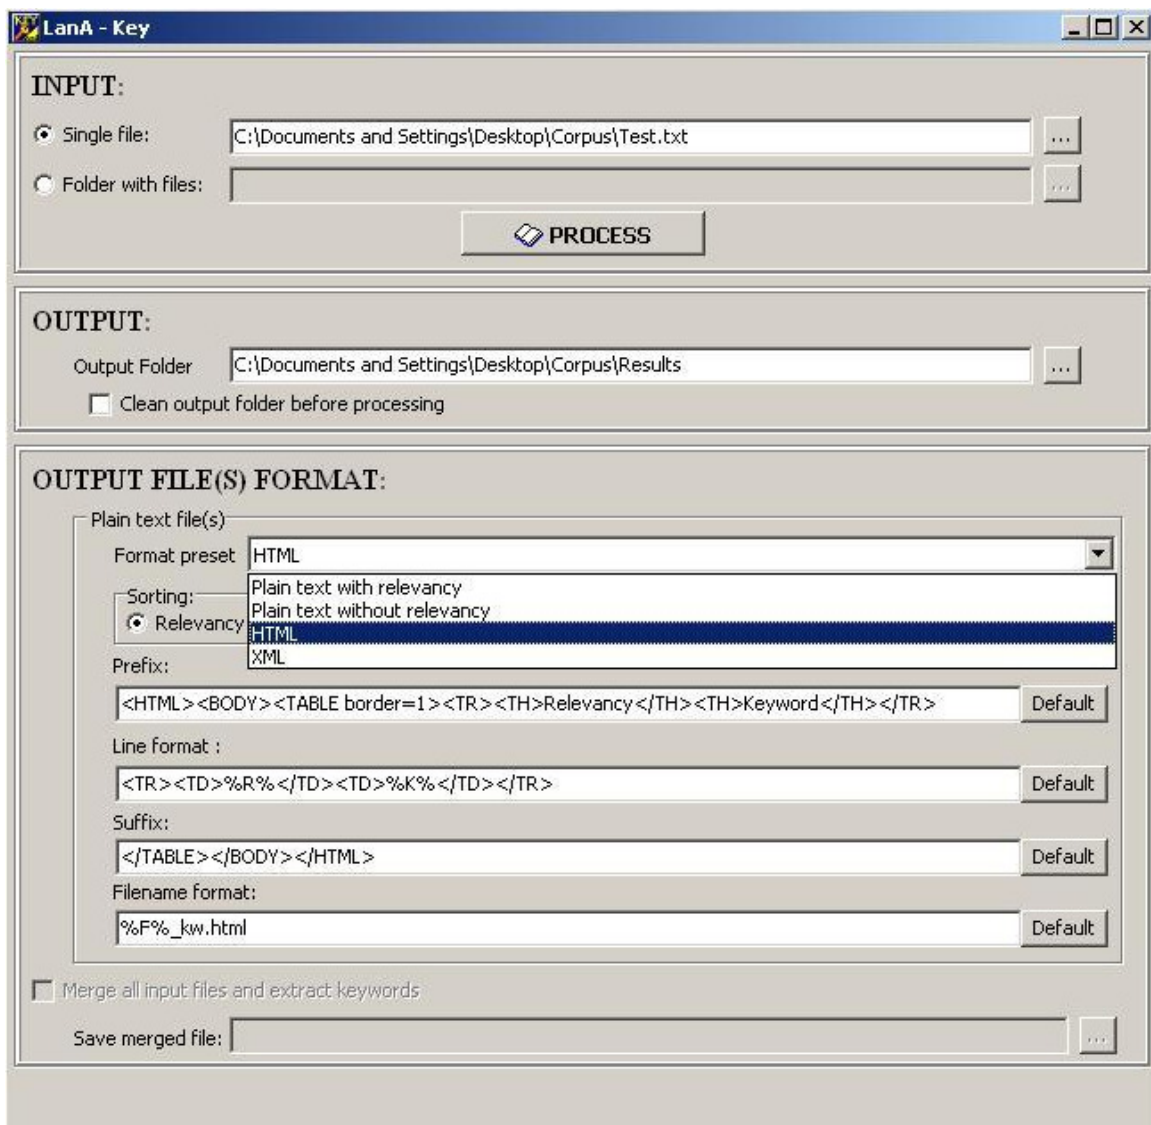 LanA - Key
INPUT:
Single file: C:\Documents and Settings\Desktop\Corpus\Test.txt ...
Folder with files: ...
PROCESS
OUTPUT:
Output Folder C:\Documents and Settings\Desktop\Corpus\Results ...
Clean output folder before processing
OUTPUT FILE(S) FORMAT:
Plain text file(s)
Format preset HTML
Plain text with relevancy
Sorting:
Plain text without relevancy
Relevancy
HTML
XML
Prefix:
<HTML><BODY><TABLE border=1><TR><TH>Relevancy</TH><TH>Keyword</TH></TR> Default
Line format :
<TR><TD>%R%</TD><TD>%K%</TD></TR> Default
Suffix:
</TABLE></BODY></HTML> Default
Filename format:
%F%_kw.html Default
Merge all input files and extract keywords
Save merged file: ...